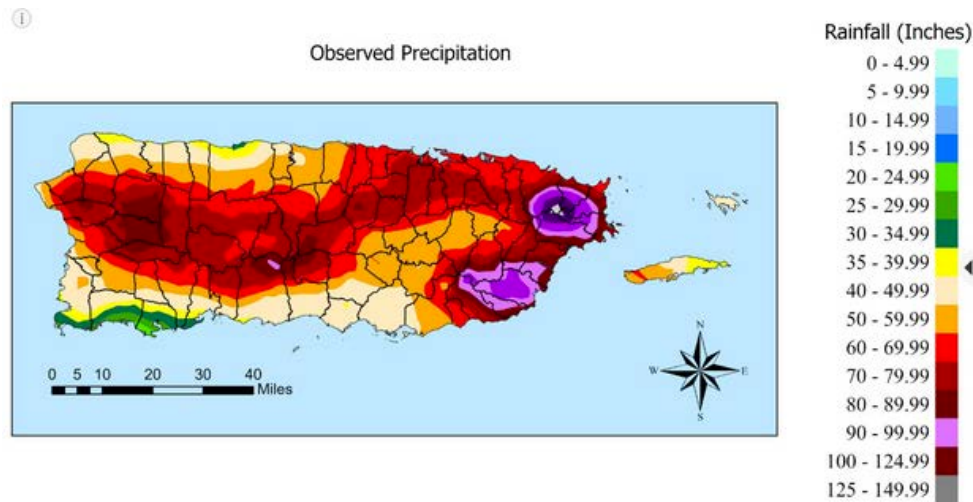 i
Observed Precipitation
Rainfall (Inches)
0 - 4.99
5 - 9.99
10 - 14.99
15 - 19.99
20 - 24.99
25 - 29.99
30 - 34.99
35 - 39.99
40 - 49.99
50 - 59.99
60 - 69.99
70 - 79.99
80 - 89.99
90 - 99.99
100 - 124.99
125 - 149.99
N
W E
S
0 5 10 20 30 40
Miles